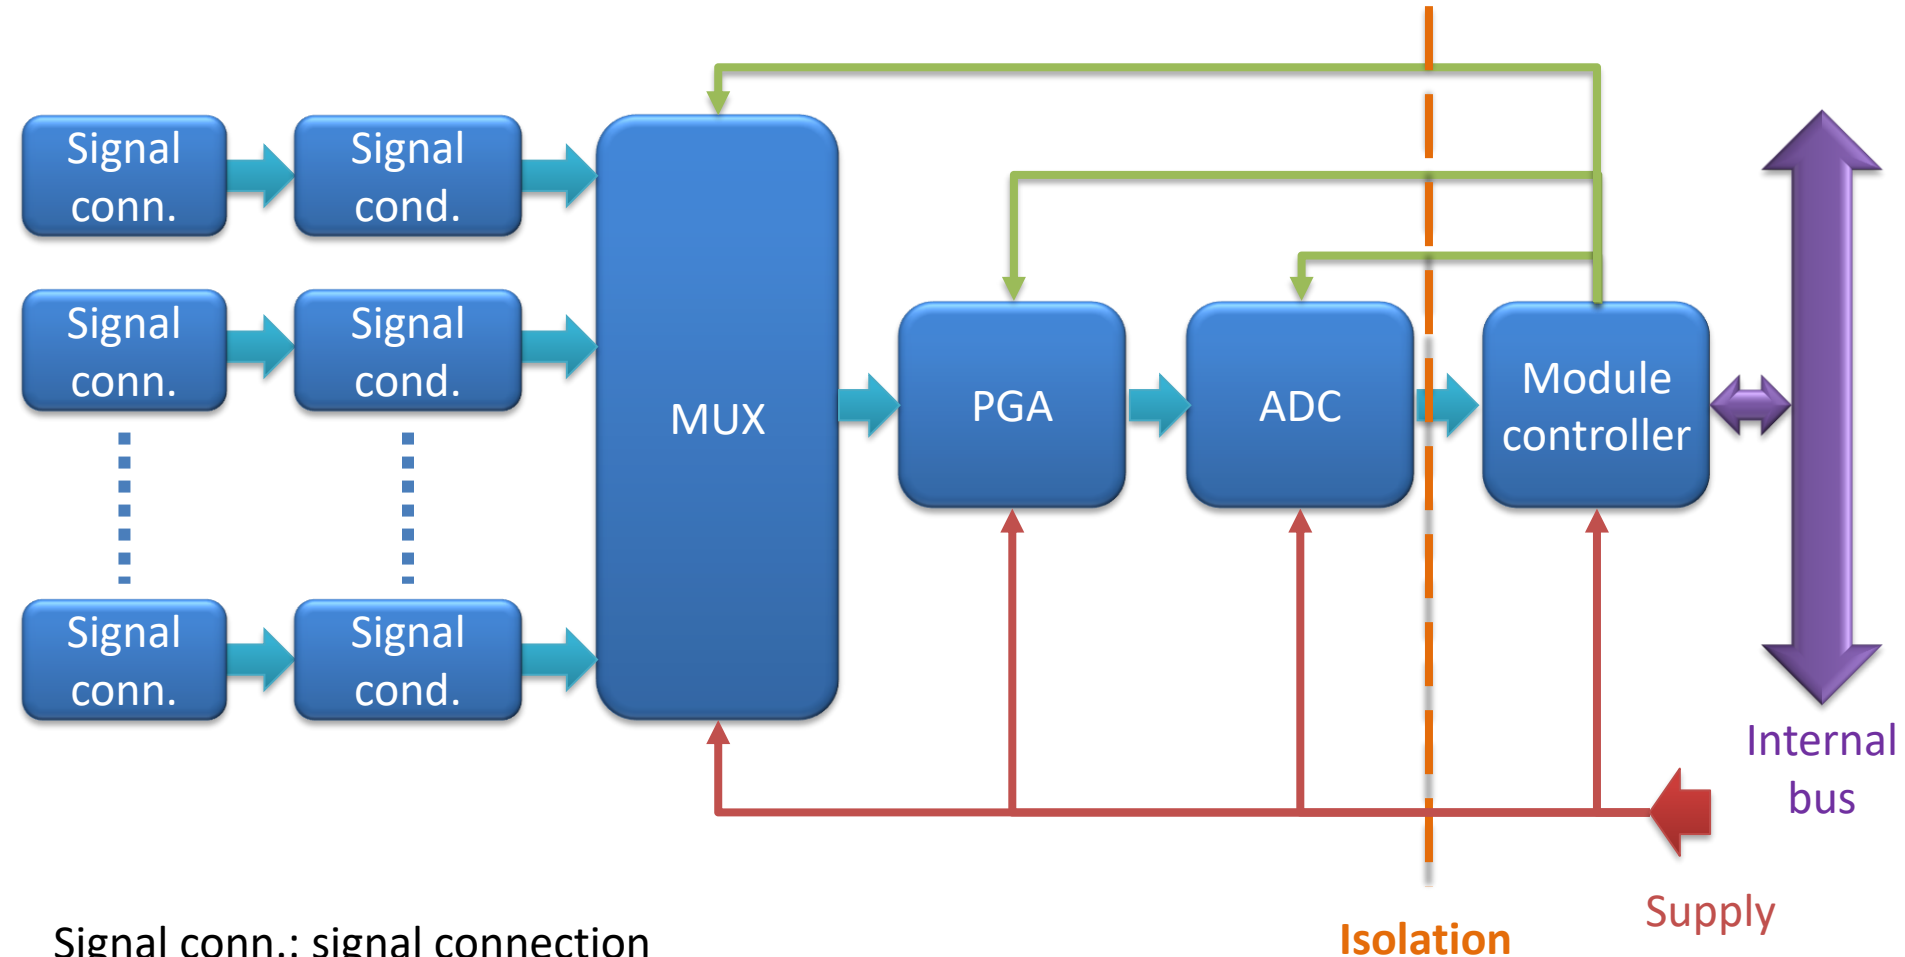 Signal
conn.
Signal
cond.
Signal
conn.
Signal
cond.
Signal
conn.
Signal
cond.
MUX
PGA
ADC
Module
controller
Internal
bus
Supply
Isolation
Signal conn.: signal connection